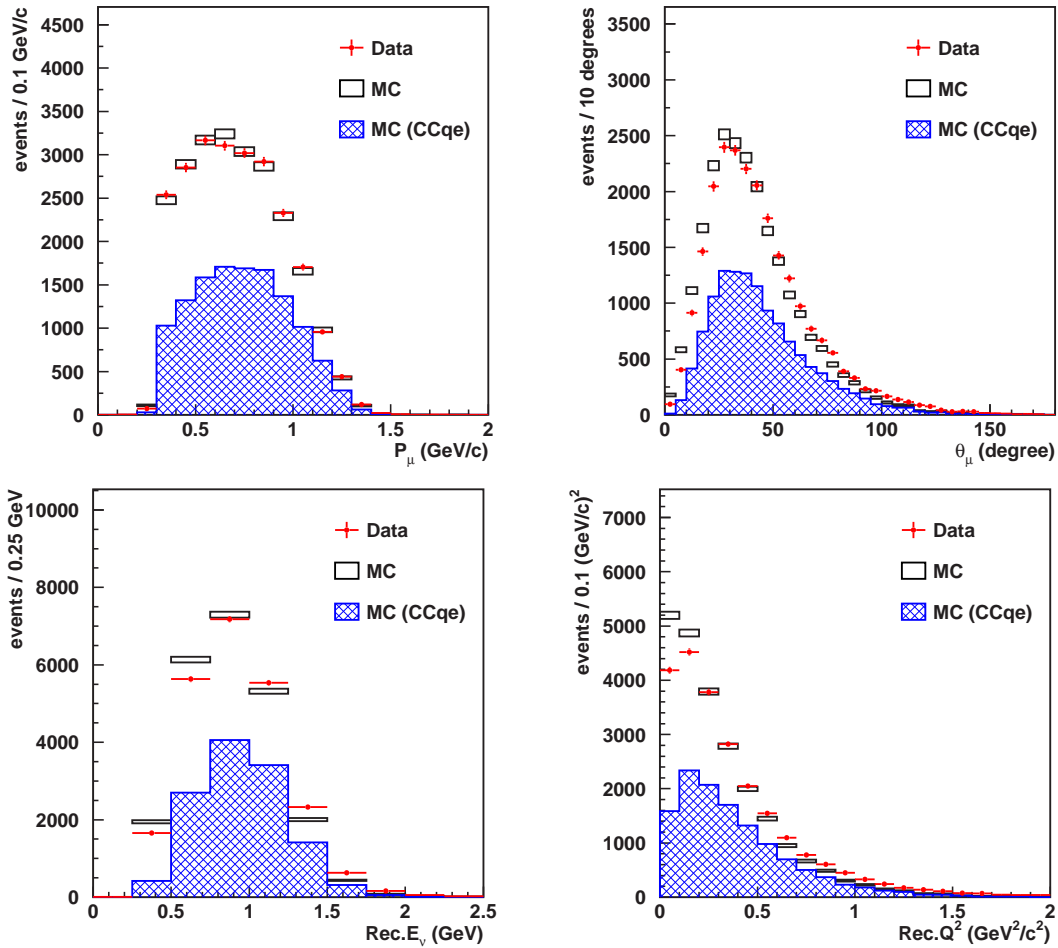 events / 0.1 GeV/c
4500
4000
3500
3000
2500
2000
1500
1000
500
0
0 0.5 1 1.5 2
P_μ (GeV/c)
Data
MC
MC (CCqe)
events / 10 degrees
3500
3000
2500
2000
1500
1000
500
0
0 50 100 150
θ_μ (degree)
Data
MC
MC (CCqe)
events / 0.25 GeV
10000
8000
6000
4000
2000
0
0 0.5 1 1.5 2 2.5
Rec.E_ν (GeV)
Data
MC
MC (CCqe)
events / 0.1 (GeV/c)²
7000
6000
5000
4000
3000
2000
1000
0
0 0.5 1 1.5 2
Rec.Q² (GeV²/c²)
Data
MC
MC (CCqe)